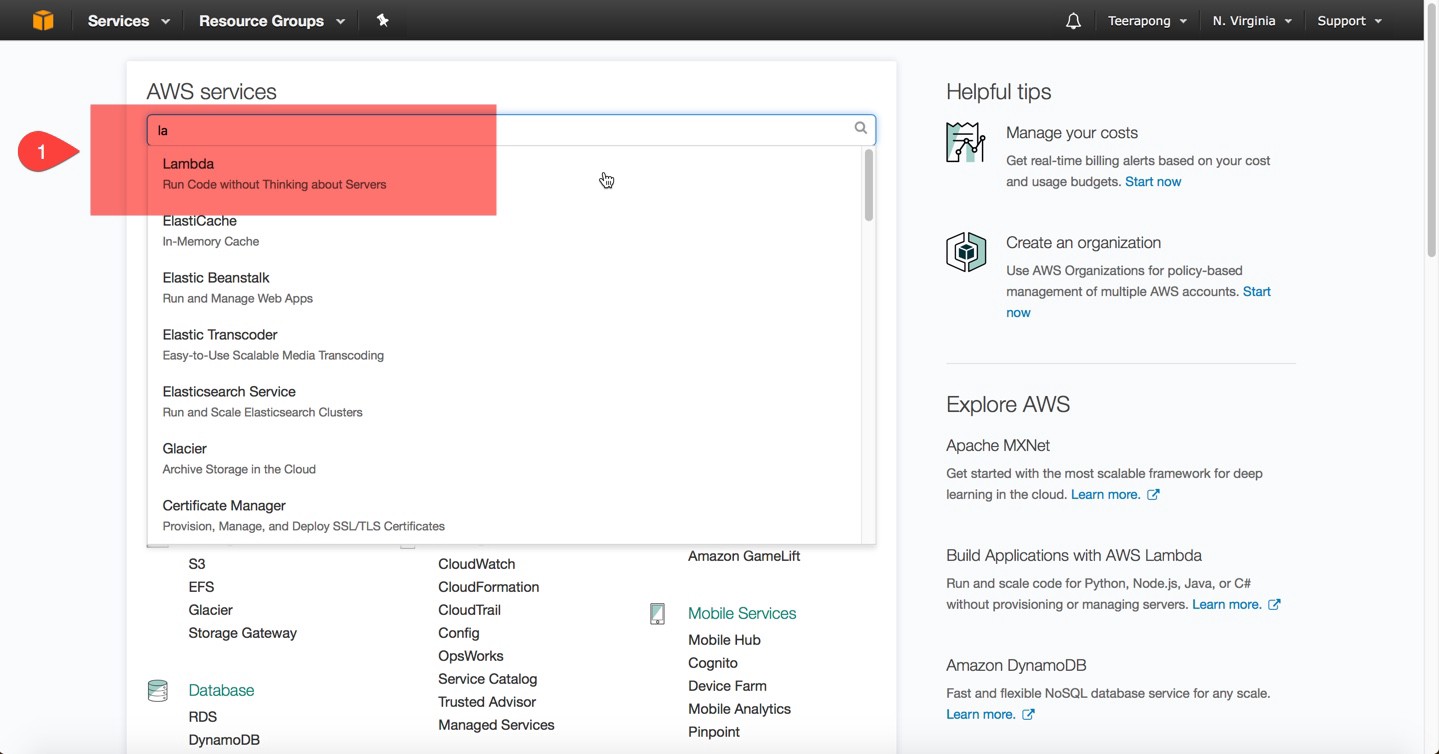 Services
Resource Groups
Teerapong
N. Virginia
Support
AWS services
1
la
Lambda
Run Code without Thinking about Servers
ElastiCache
In-Memory Cache
Elastic Beanstalk
Run and Manage Web Apps
Elastic Transcoder
Easy-to-Use Scalable Media Transcoding
Elasticsearch Service
Run and Scale Elasticsearch Clusters
Glacier
Archive Storage in the Cloud
Certificate Manager
Provision, Manage, and Deploy SSL/TLS Certificates
S3
EFS
Glacier
Storage Gateway
Database
RDS
DynamoDB
CloudWatch
CloudFormation
CloudTrail
Config
OpsWorks
Service Catalog
Trusted Advisor
Managed Services
Amazon GameLift
Mobile Services
Mobile Hub
Cognito
Device Farm
Mobile Analytics
Pinpoint
Helpful tips
Manage your costs
Get real-time billing alerts based on your cost
and usage budgets. Start now
Create an organization
Use AWS Organizations for policy-based
management of multiple AWS accounts. Start
now
Explore AWS
Apache MXNet
Get started with the most scalable framework for deep
learning in the cloud. Learn more.
Build Applications with AWS Lambda
Run and scale code for Python, Node.js, Java, or C#
without provisioning or managing servers. Learn more.
Amazon DynamoDB
Fast and flexible NoSQL database service for any scale.
Learn more.